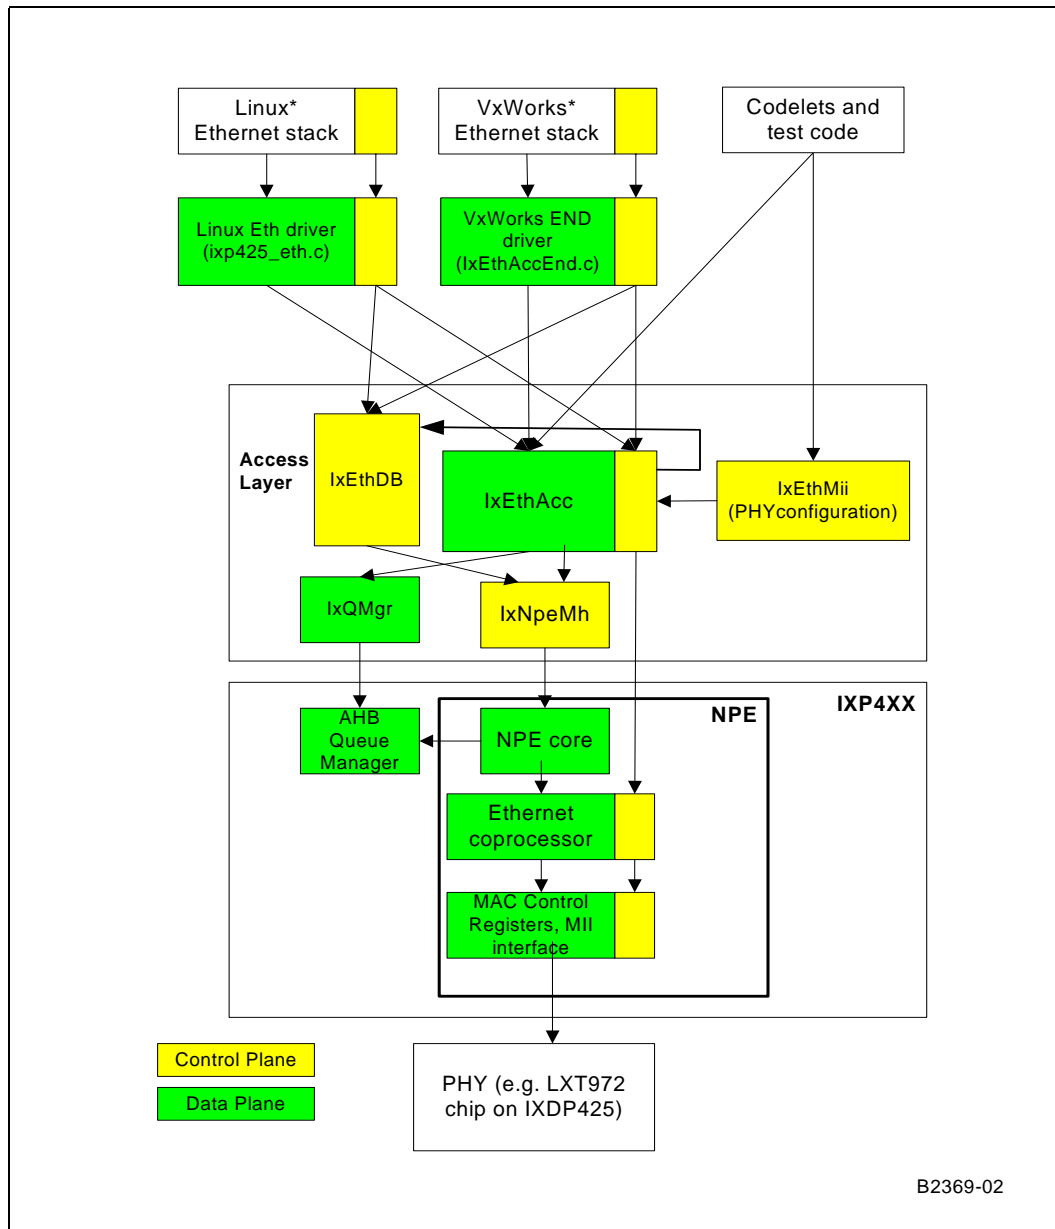 Linux*
Ethernet stack
VxWorks*
Ethernet stack
Codelets and
test code
Linux Eth driver
(ixp425_eth.c)
VxWorks END
driver
(IxEthAccEnd.c)
Access
Layer
IxEthDB
IxEthAcc
IxEthMii
(PHYconfiguration)
IxQMgr
IxNpeMh
IXP4XX
NPE
AHB
Queue
Manager
NPE core
Ethernet
coprocessor
MAC Control
Registers, MII
interface
Control Plane
Data Plane
PHY (e.g. LXT972
chip on IXDP425)
B2369-02